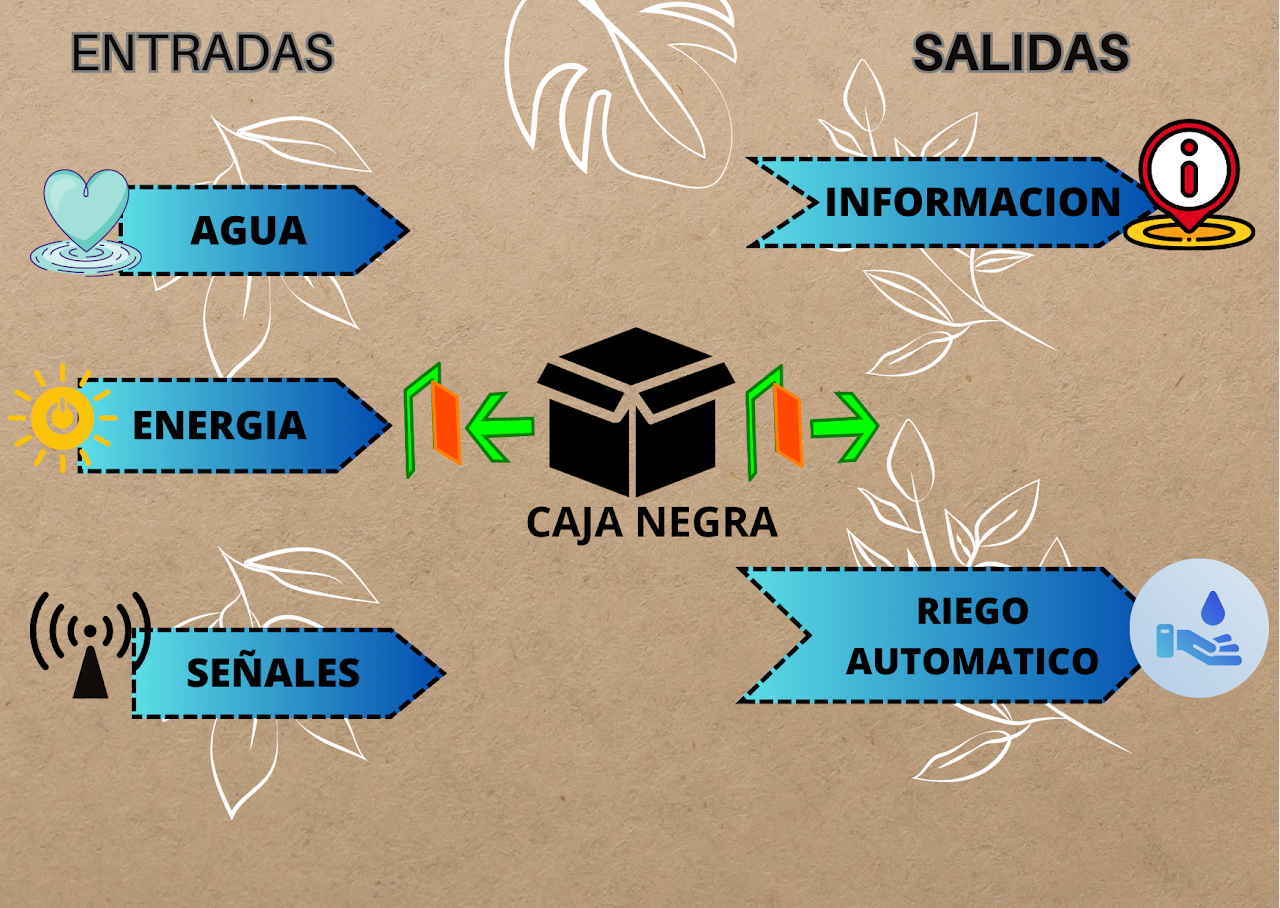 ENTRADAS
SALIDAS
AGUA
INFORMACION
ENERGIA
CAJA NEGRA
SEÑALES
RIEGO
AUTOMATICO